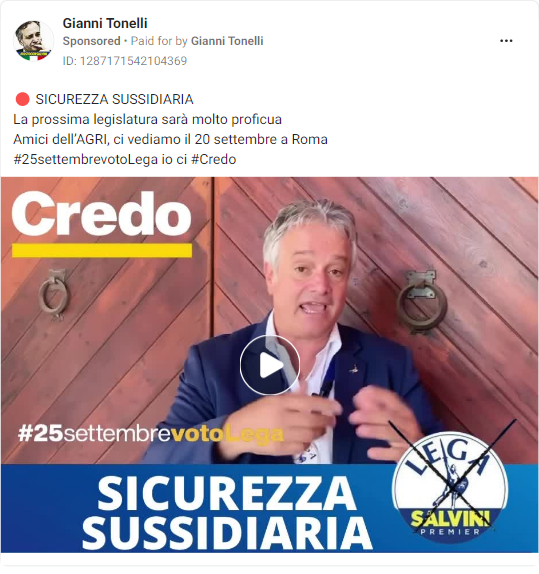 Gianni Tonelli
Sponsored • Paid for by Gianni Tonelli
ID: 1287171542104369
SICUREZZA SUSSIDIARIA
La prossima legislatura sarà molto proficua
Amici dell'AGRI, ci vediamo il 20 settembre a Roma
#25settembrevotoLega io ci #Credo
Credo
#25settembrevotoLega
LEGA
SALVINI
PREMIER
SICUREZZA
SUSSIDIARIA